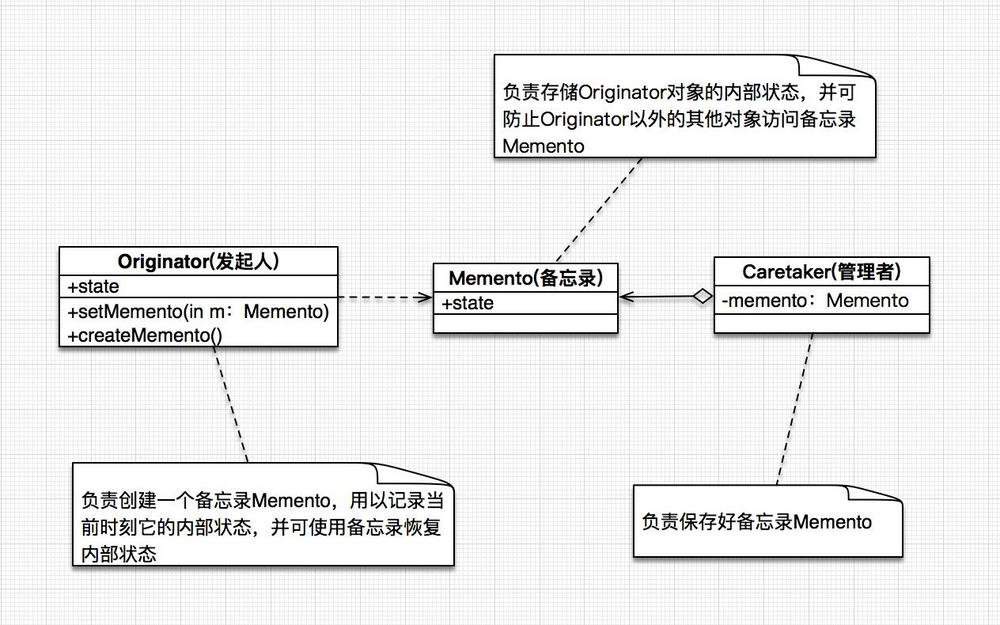 负责存储Originator对象的内部状态，并可
防止Originator以外的其他对象访问备忘录
Memento
Originator(发起人)
+state
+setMemento(in m：Memento)
+createMemento()
Memento(备忘录)
+state
Caretaker(管理者)
-memento：Memento
负责创建一个备忘录Memento，用以记录当
前时刻它的内部状态，并可使用备忘录恢复
内部状态
负责保存好备忘录Memento